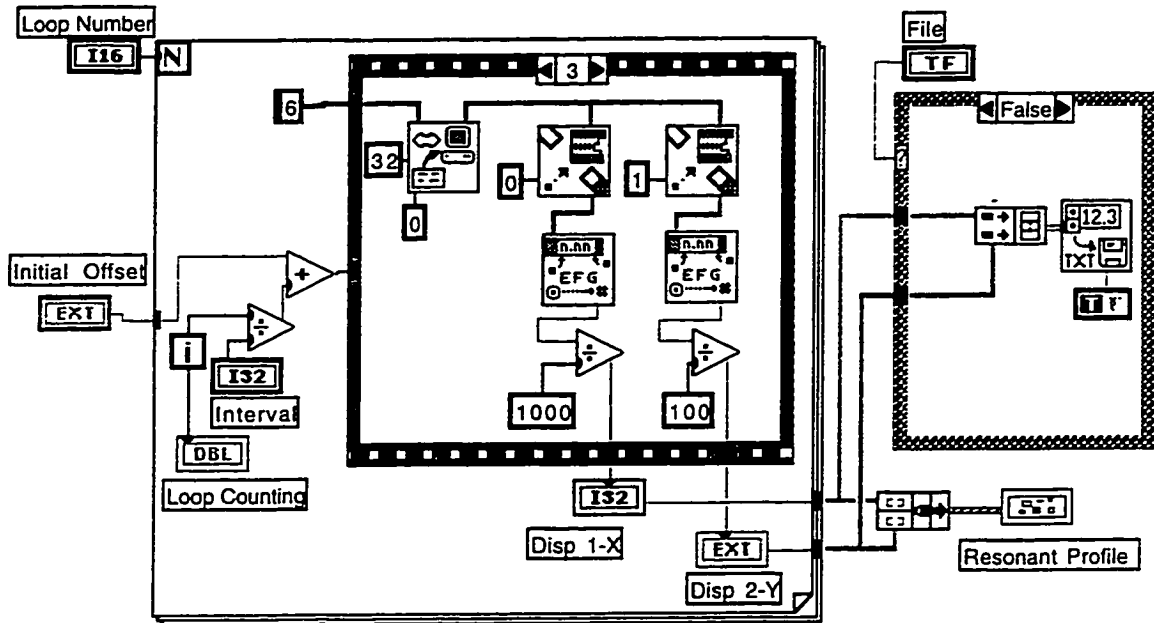 Loop Number
I16
N
3
6
32
0
0
1
n.nn
EFG
n.nn
EFG
÷
÷
1000
100
Initial Offset
EXT
+
÷
i
I32
Interval
DBL
Loop Counting
I32
Disp 1-X
EXT
Disp 2-Y
File
TF
False
?
12.3
TXT
T F
Resonant Profile